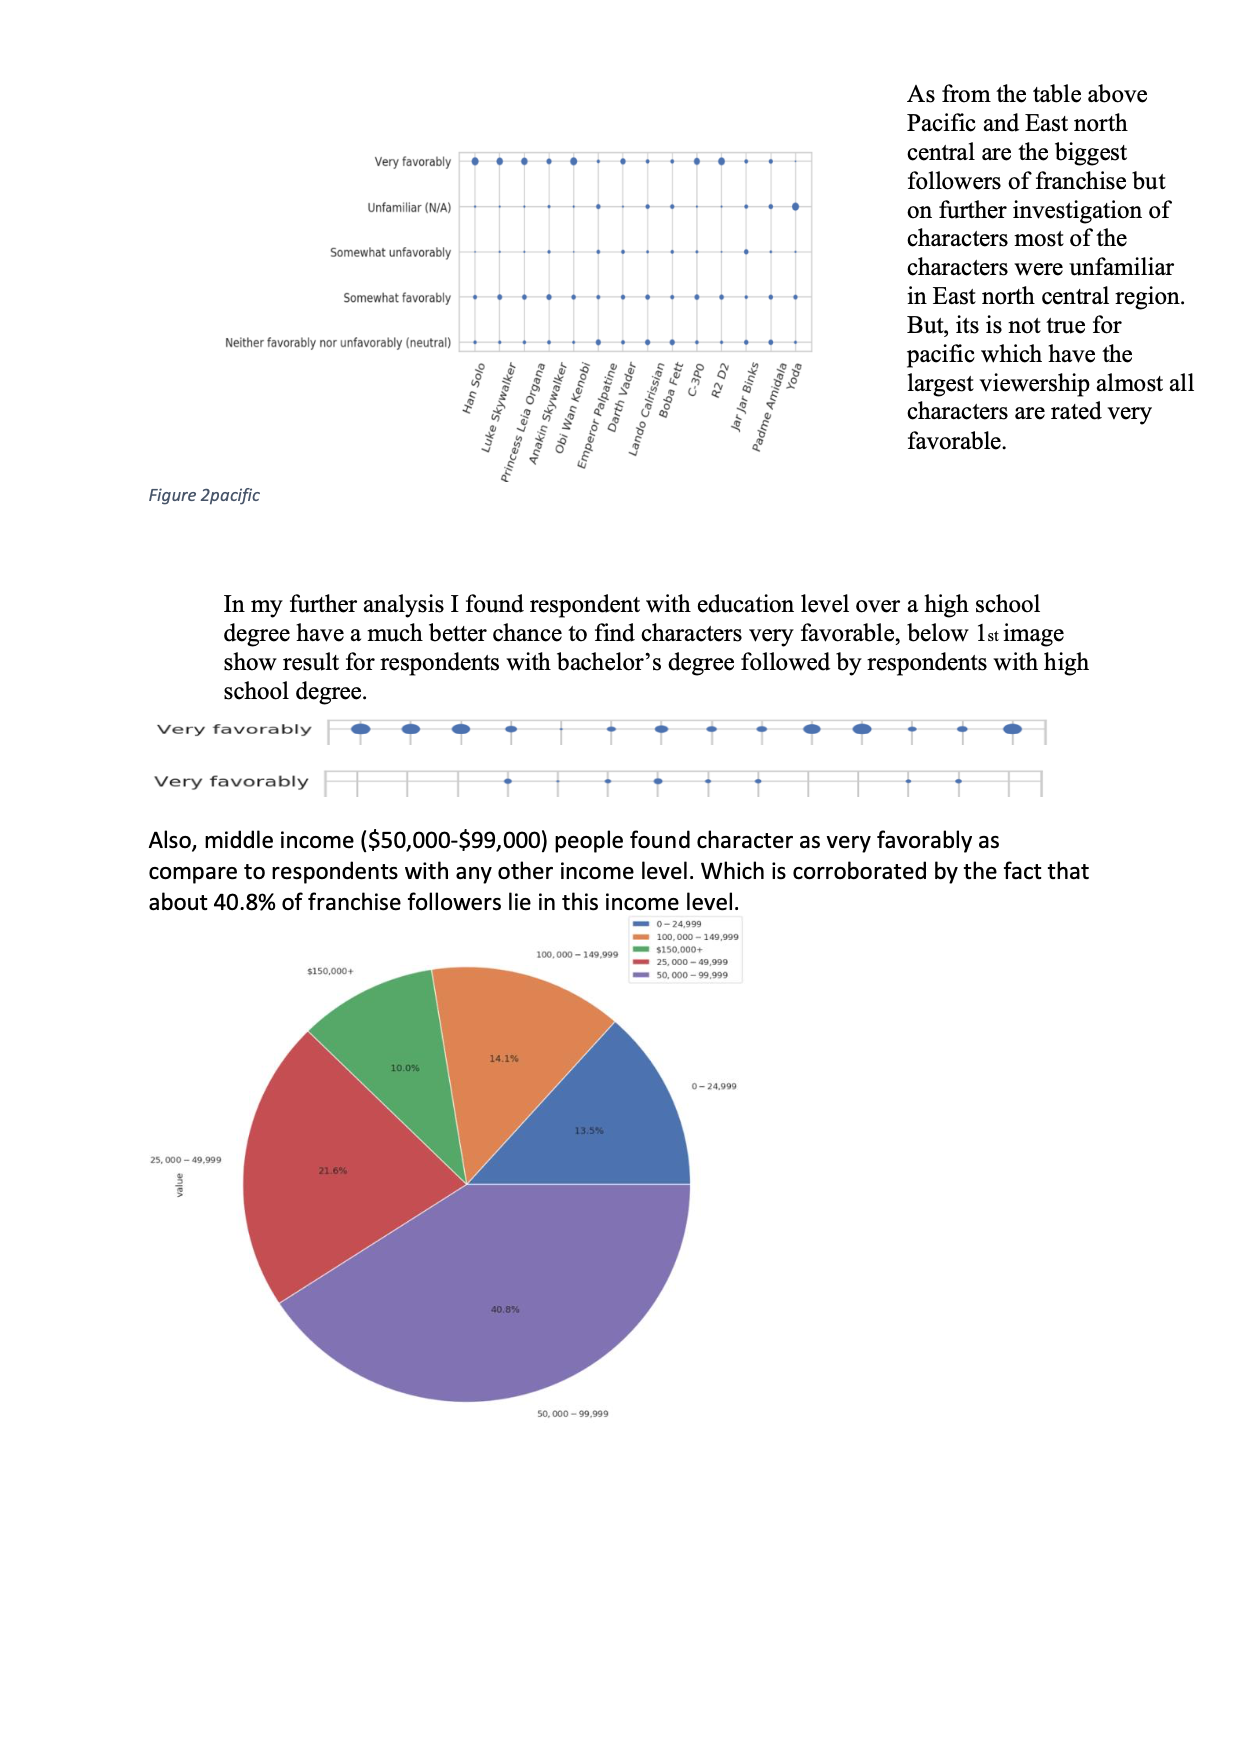 As from the table above
Pacific and East north
central are the biggest
followers of franchise but
on further investigation of
characters most of the
characters were unfamiliar
in East north central region.
But, its is not true for
pacific which have the
largest viewership almost all
characters are rated very
favorable.
Very favorably
Unfamiliar (N/A)
Somewhat unfavorably
Somewhat favorably
Neither favorably nor unfavorably (neutral)
Han Solo
Luke Skywalker
Princess Leia Organa
Anakin Skywalker
Obi Wan Kenobi
Emperor Palpatine
Darth Vader
Lando Calrissian
Boba Fett
C-3P0
R2 D2
Jar Jar Binks
Padme Amidala
Yoda
Figure 2pacific
In my further analysis I found respondent with education level over a high school
degree have a much better chance to find characters very favorable, below 1st image
show result for respondents with bachelor’s degree followed by respondents with high
school degree.
Very favorably
Very favorably
Also, middle income ($50,000-$99,000) people found character as very favorably as
compare to respondents with any other income level. Which is corroborated by the fact that
about 40.8% of franchise followers lie in this income level.
0 − 24,999
100, 000 − 149,999
$150,000+
25, 000 − 49,999
50, 000 − 99,999
100, 000 − 149,999
$150,000+
14.1%
10.0%
0 − 24,999
13.5%
25, 000 − 49,999
21.6%
value
40.8%
50, 000 − 99,999